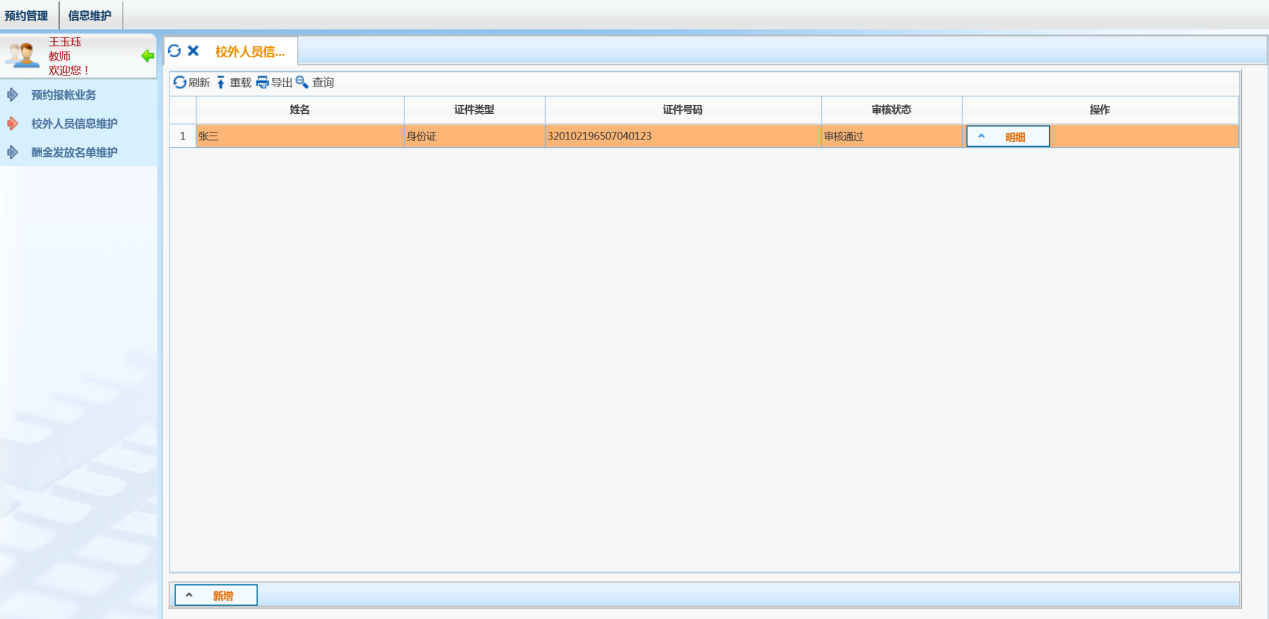 预约管理 信息维护
王玉珏
教师
欢迎您！
预约报帐业务
校外人员信息维护
酬金发放名单维护
校外人员信...
刷新 重载 导出 查询
姓名 证件类型 证件号码 审核状态 操作
1 张三 身份证 320102196507040123 审核通过 明细
新增